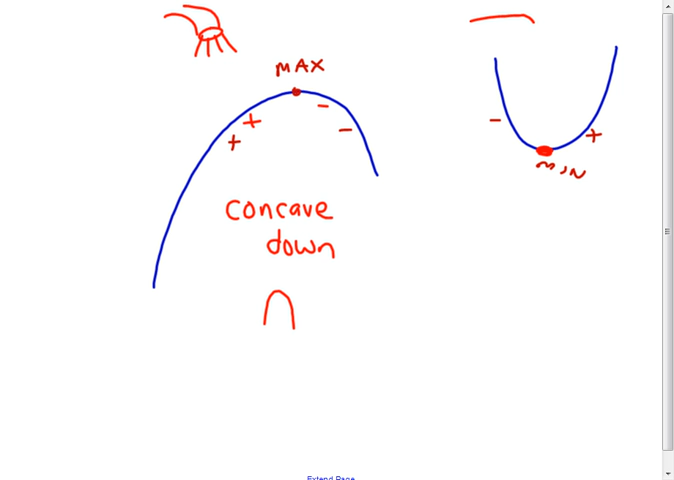 MAX
+ + - -
- +
MIN
Concave
down
Extend Page